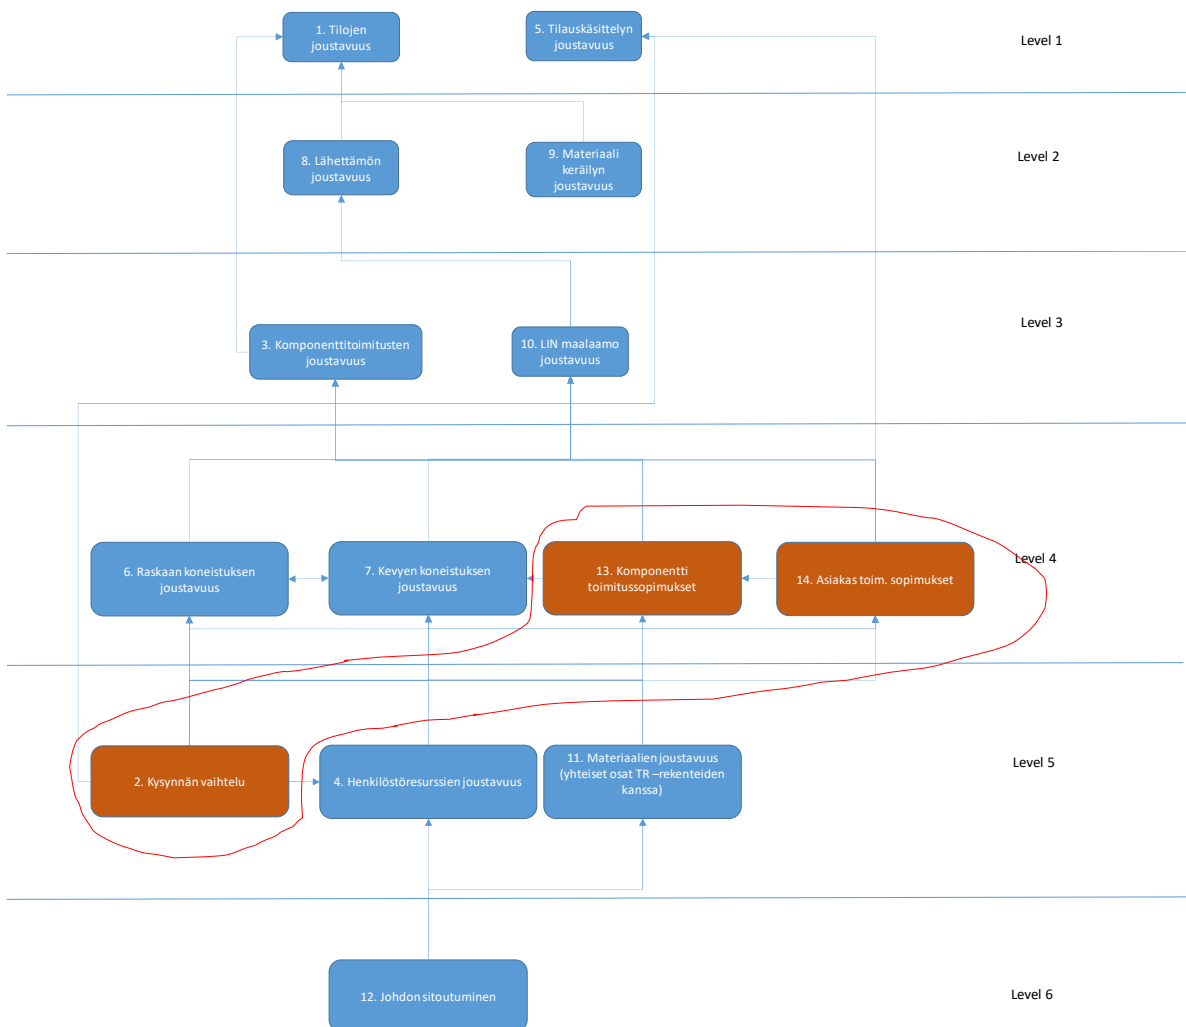 1. Tilojen
joustavuus
5. Tilauskäsittelyn
joustavuus
Level 1
8. Lähettämön
joustavuus
9. Materiaali
keräilyn
joustavuus
Level 2
3. Komponenttitoimitusten
joustavuus
10. LIN maalaamo
joustavuus
Level 3
6. Raskaan koneistuksen
joustavuus
7. Kevyen koneistuksen
joustavuus
13. Komponentti
toimitussopimukset
14. Asiakas toim. sopimukset
Level 4
2. Kysynnän vaihtelu
4. Henkilöstöresurssien joustavuus
11. Materiaalien joustavuus
(yhteiset osat TR –rekenteiden
kanssa)
Level 5
12. Johdon sitoutuminen
Level 6